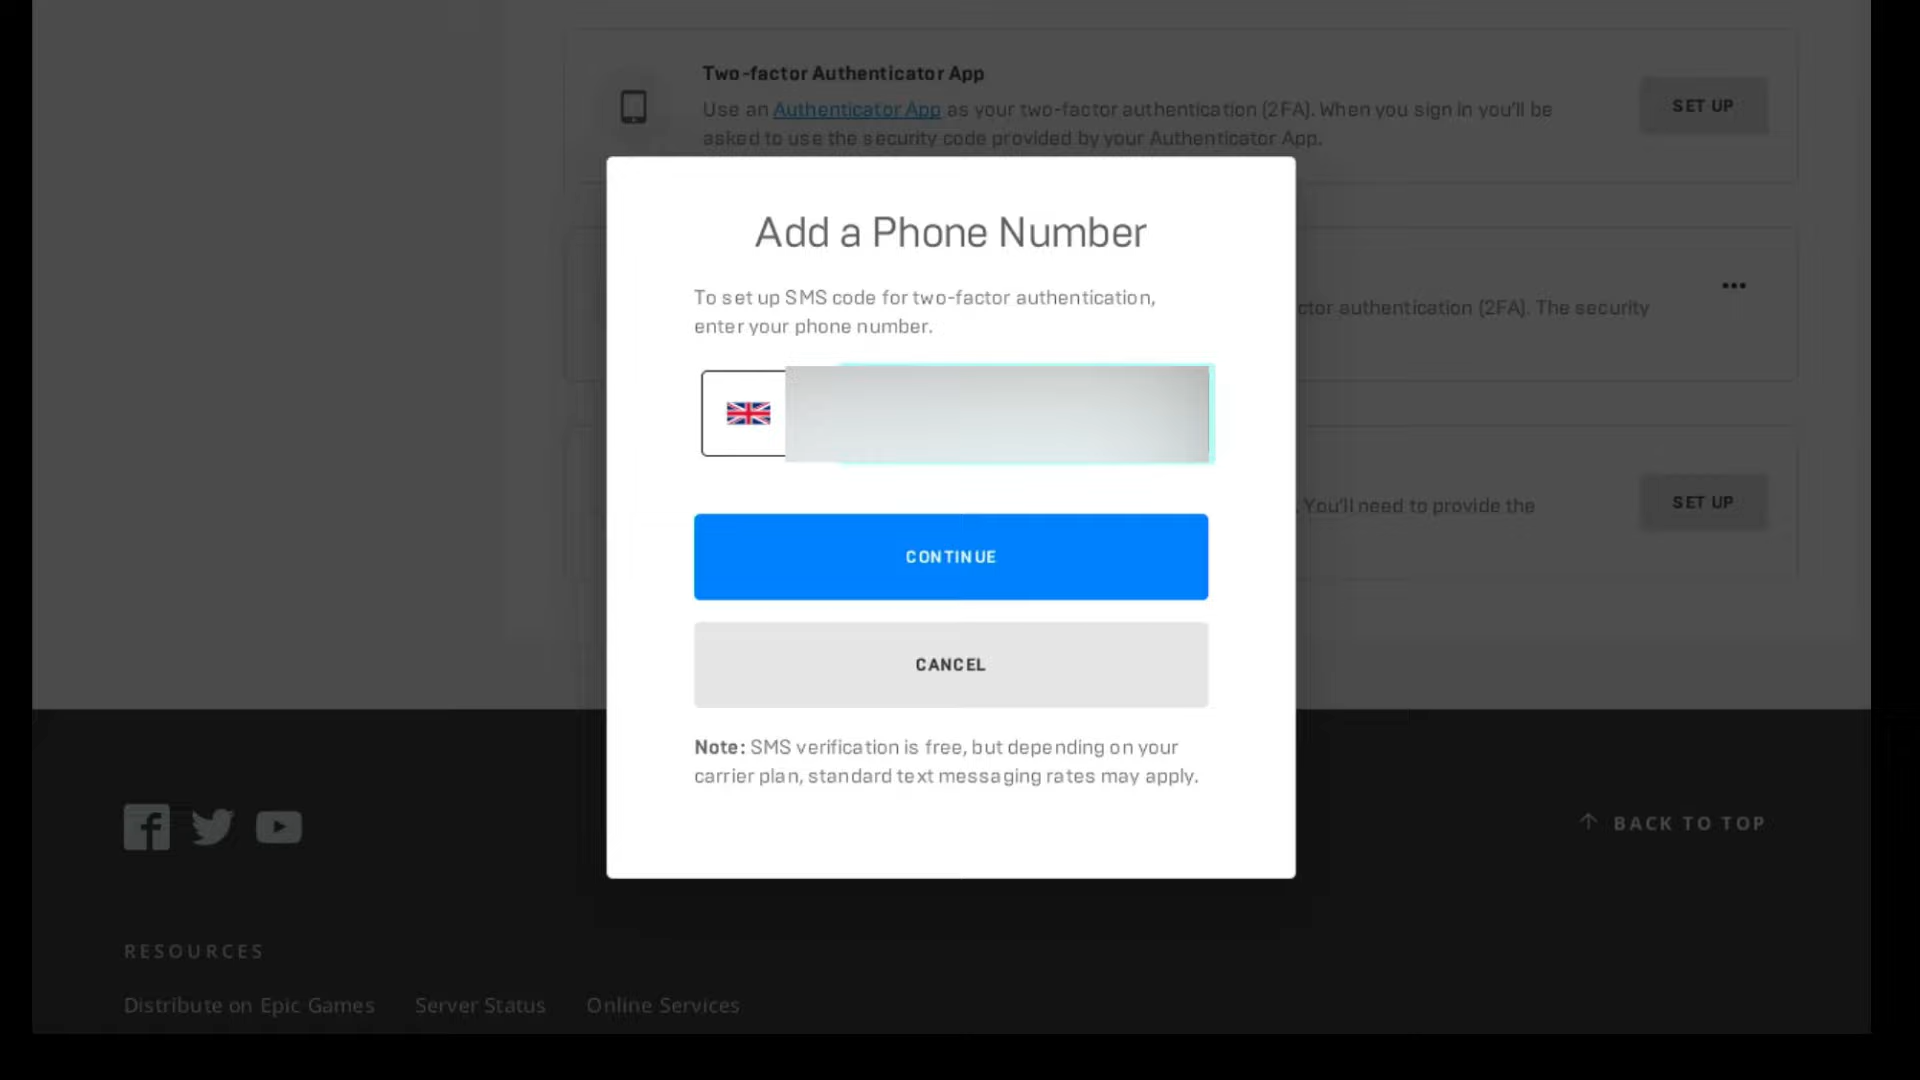 Two-factor Authenticator App
Use an Authenticator App as your two-factor authentication (2FA). When you sign in you'll be
asked to use the security code provided by your Authenticator App.
SET UP
Add a Phone Number
To set up SMS code for two-factor authentication,
enter your phone number.
ctor authentication (2FA). The security
You'll need to provide the
SET UP
CONTINUE
CANCEL
Note: SMS verification is free, but depending on your
carrier plan, standard text messaging rates may apply.
BACK TO TOP
RESOURCES
Distribute on Epic Games Server Status Online Services